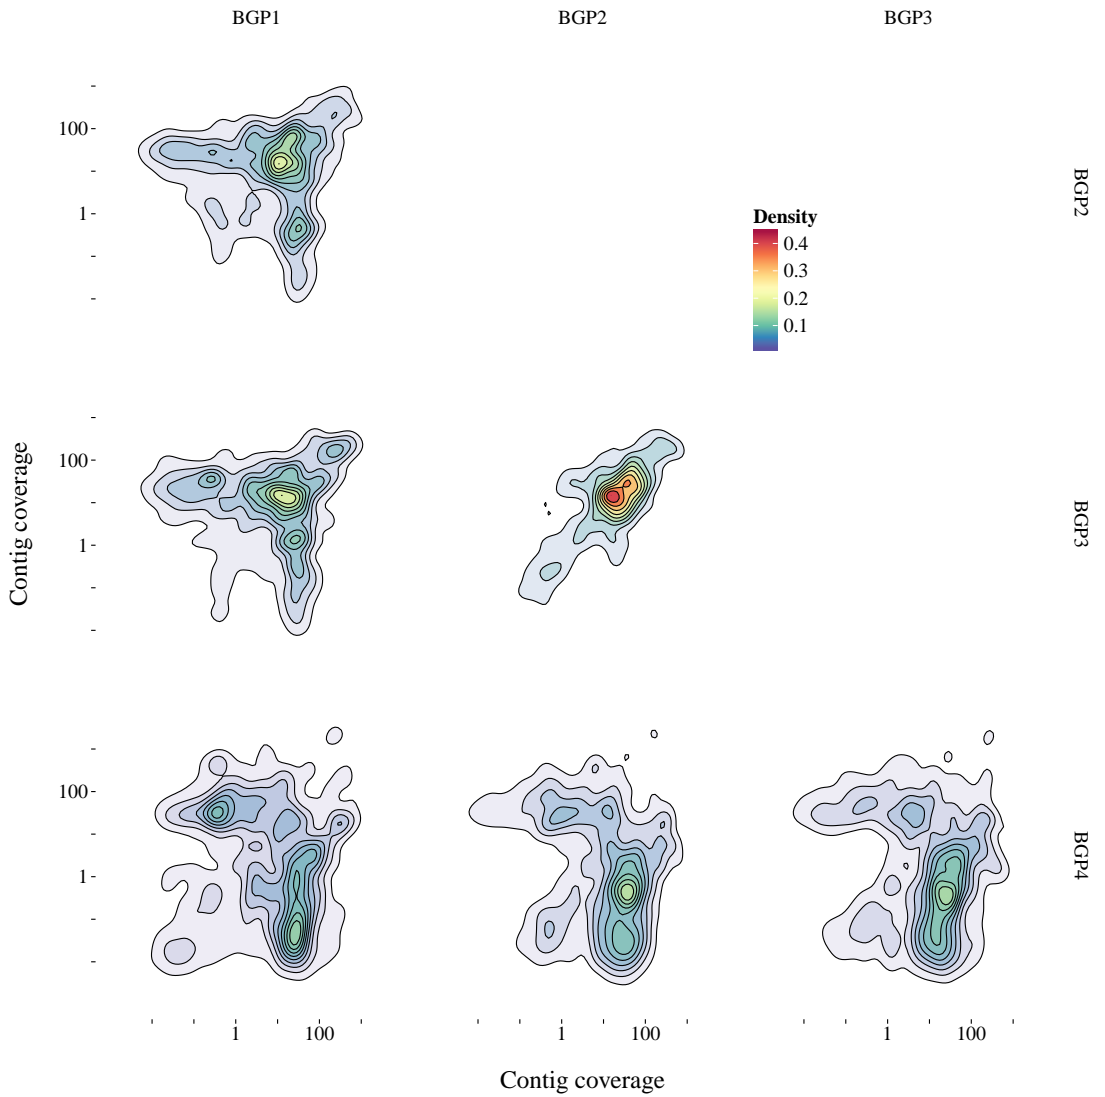 BGP1 BGP2 BGP3
100
1
BGP2
Density
0.4
0.3
0.2
0.1
100
1
BGP3
Contig coverage
100
1
BGP4
1 100 1 100 1 100
Contig coverage